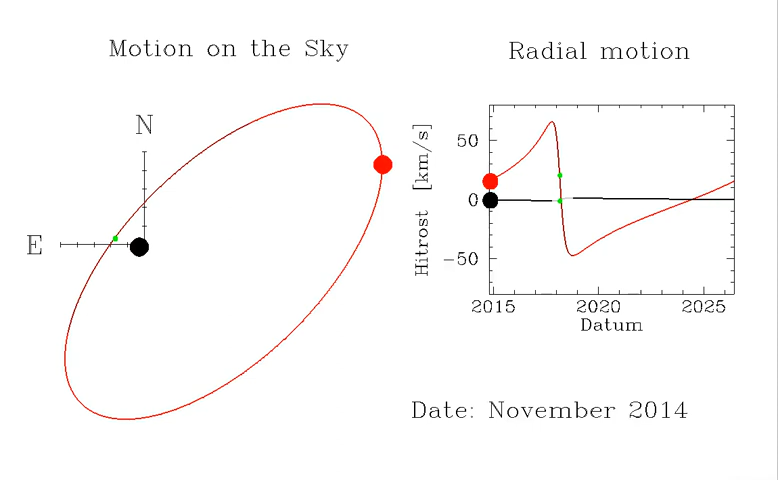 Motion on the Sky
N
E
Radial motion
Hitrost [km/s]
50
0
−50
2015 2020 2025
Datum
Date: November 2014